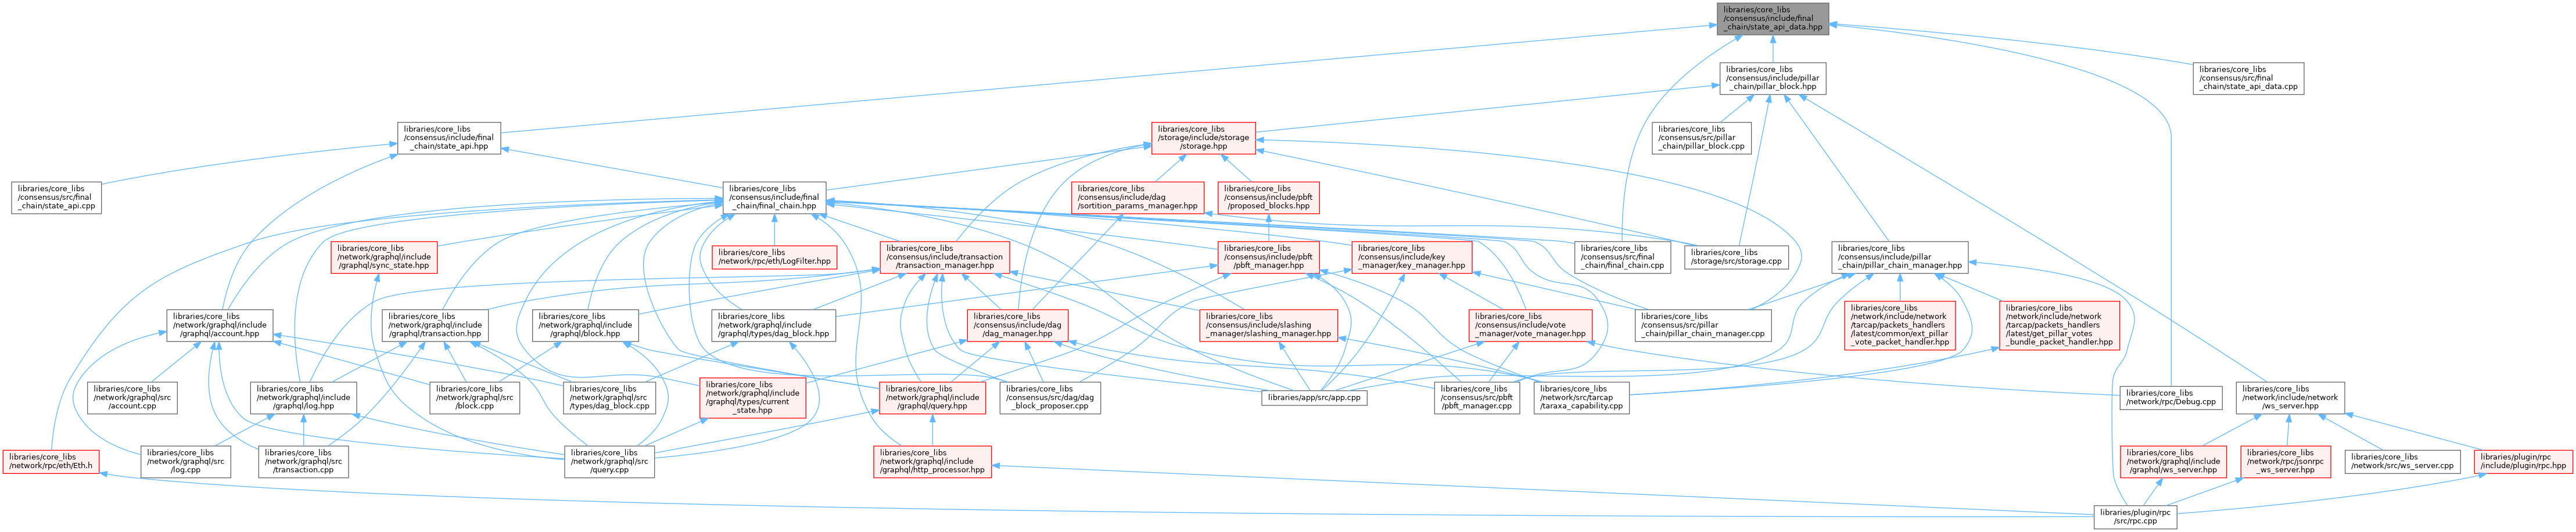 libraries/core_libs
/consensus/include/final
_chain/state_api_data.hpp
libraries/core_libs
/consensus/include/pillar
_chain/pillar_block.hpp
libraries/core_libs
/consensus/src/final
_chain/state_api_data.cpp
libraries/core_libs
/consensus/include/final
_chain/state_api.hpp
libraries/core_libs
/storage/include/storage
/storage.hpp
libraries/core_libs
/consensus/src/pillar
_chain/pillar_block.cpp
libraries/core_libs
/consensus/src/final
_chain/state_api.cpp
libraries/core_libs
/consensus/include/final
_chain/final_chain.hpp
libraries/core_libs
/consensus/include/dag
/sortition_params_manager.hpp
libraries/core_libs
/consensus/include/pbft
/proposed_blocks.hpp
libraries/core_libs
/network/graphql/include
/graphql/sync_state.hpp
libraries/core_libs
/network/rpc/eth/LogFilter.hpp
libraries/core_libs
/consensus/include/transaction
/transaction_manager.hpp
libraries/core_libs
/consensus/include/pbft
/pbft_manager.hpp
libraries/core_libs
/consensus/include/key
_manager/key_manager.hpp
libraries/core_libs
/consensus/src/final
_chain/final_chain.cpp
libraries/core_libs
/storage/src/storage.cpp
libraries/core_libs
/consensus/include/pillar
_chain/pillar_chain_manager.hpp
libraries/core_libs
/network/graphql/include
/graphql/account.hpp
libraries/core_libs
/network/graphql/include
/graphql/transaction.hpp
libraries/core_libs
/network/graphql/include
/graphql/block.hpp
libraries/core_libs
/network/graphql/include
/graphql/types/dag_block.hpp
libraries/core_libs
/consensus/include/dag
/dag_manager.hpp
libraries/core_libs
/consensus/include/slashing
_manager/slashing_manager.hpp
libraries/core_libs
/consensus/include/vote
_manager/vote_manager.hpp
libraries/core_libs
/consensus/src/pillar
_chain/pillar_chain_manager.cpp
libraries/core_libs
/network/include/network
/tarcap/packets_handlers
/latest/common/ext_pillar
_vote_packet_handler.hpp
libraries/core_libs
/network/include/network
/tarcap/packets_handlers
/latest/get_pillar_votes
_bundle_packet_handler.hpp
libraries/core_libs
/network/graphql/src
/account.cpp
libraries/core_libs
/network/graphql/include
/graphql/log.hpp
libraries/core_libs
/network/graphql/src
/block.cpp
libraries/core_libs
/network/graphql/src
/types/dag_block.cpp
libraries/core_libs
/network/graphql/include
/graphql/types/current
_state.hpp
libraries/core_libs
/network/graphql/include
/graphql/query.hpp
libraries/core_libs
/consensus/src/dag/dag
_block_proposer.cpp
libraries/app/src/app.cpp
libraries/core_libs
/consensus/src/pbft
/pbft_manager.cpp
libraries/core_libs
/network/src/tarcap
/taraxa_capability.cpp
libraries/core_libs
/network/rpc/Debug.cpp
libraries/core_libs
/network/include/network
/ws_server.hpp
libraries/core_libs
/network/rpc/eth/Eth.h
libraries/core_libs
/network/graphql/src
/log.cpp
libraries/core_libs
/network/graphql/src
/transaction.cpp
libraries/core_libs
/network/graphql/src
/query.cpp
libraries/core_libs
/network/graphql/include
/graphql/http_processor.hpp
libraries/core_libs
/network/graphql/include
/graphql/ws_server.hpp
libraries/core_libs
/network/rpc/jsonrpc
_ws_server.hpp
libraries/core_libs
/network/src/ws_server.cpp
libraries/plugin/rpc
/include/plugin/rpc.hpp
libraries/plugin/rpc
/src/rpc.cpp